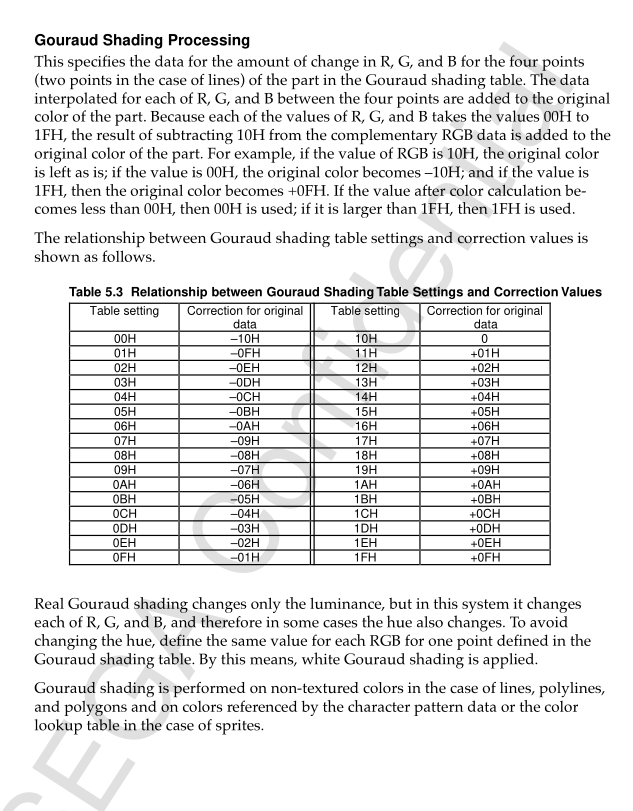 Gouraud Shading Processing
This specifies the data for the amount of change in R, G, and B for the four points
(two points in the case of lines) of the part in the Gouraud shading table. The data
interpolated for each of R, G, and B between the four points are added to the original
color of the part. Because each of the values of R, G, and B takes the values 00H to
1FH, the result of subtracting 10H from the complementary RGB data is added to the
original color of the part. For example, if the value of RGB is 10H, the original color
is left as is; if the value is 00H, the original color becomes –10H; and if the value is
1FH, then the original color becomes +0FH. If the value after color calculation be-
comes less than 00H, then 00H is used; if it is larger than 1FH, then 1FH is used.
The relationship between Gouraud shading table settings and correction values is
shown as follows.
Table 5.3 Relationship between Gouraud Shading Table Settings and Correction Values
Table setting Correction for original Table setting Correction for original
data data
00H –10H 10H 0
01H –0FH 11H +01H
02H –0EH 12H +02H
03H –0DH 13H +03H
04H –0CH 14H +04H
05H –0BH 15H +05H
06H –0AH 16H +06H
07H –09H 17H +07H
08H –08H 18H +08H
09H –07H 19H +09H
0AH –06H 1AH +0AH
0BH –05H 1BH +0BH
0CH –04H 1CH +0CH
0DH –03H 1DH +0DH
0EH –02H 1EH +0EH
0FH –01H 1FH +0FH
Real Gouraud shading changes only the luminance, but in this system it changes
each of R, G, and B, and therefore in some cases the hue also changes. To avoid
changing the hue, define the same value for each RGB for one point defined in the
Gouraud shading table. By this means, white Gouraud shading is applied.
Gouraud shading is performed on non-textured colors in the case of lines, polylines,
and polygons and on colors referenced by the character pattern data or the color
lookup table in the case of sprites.
SEGA Confidential